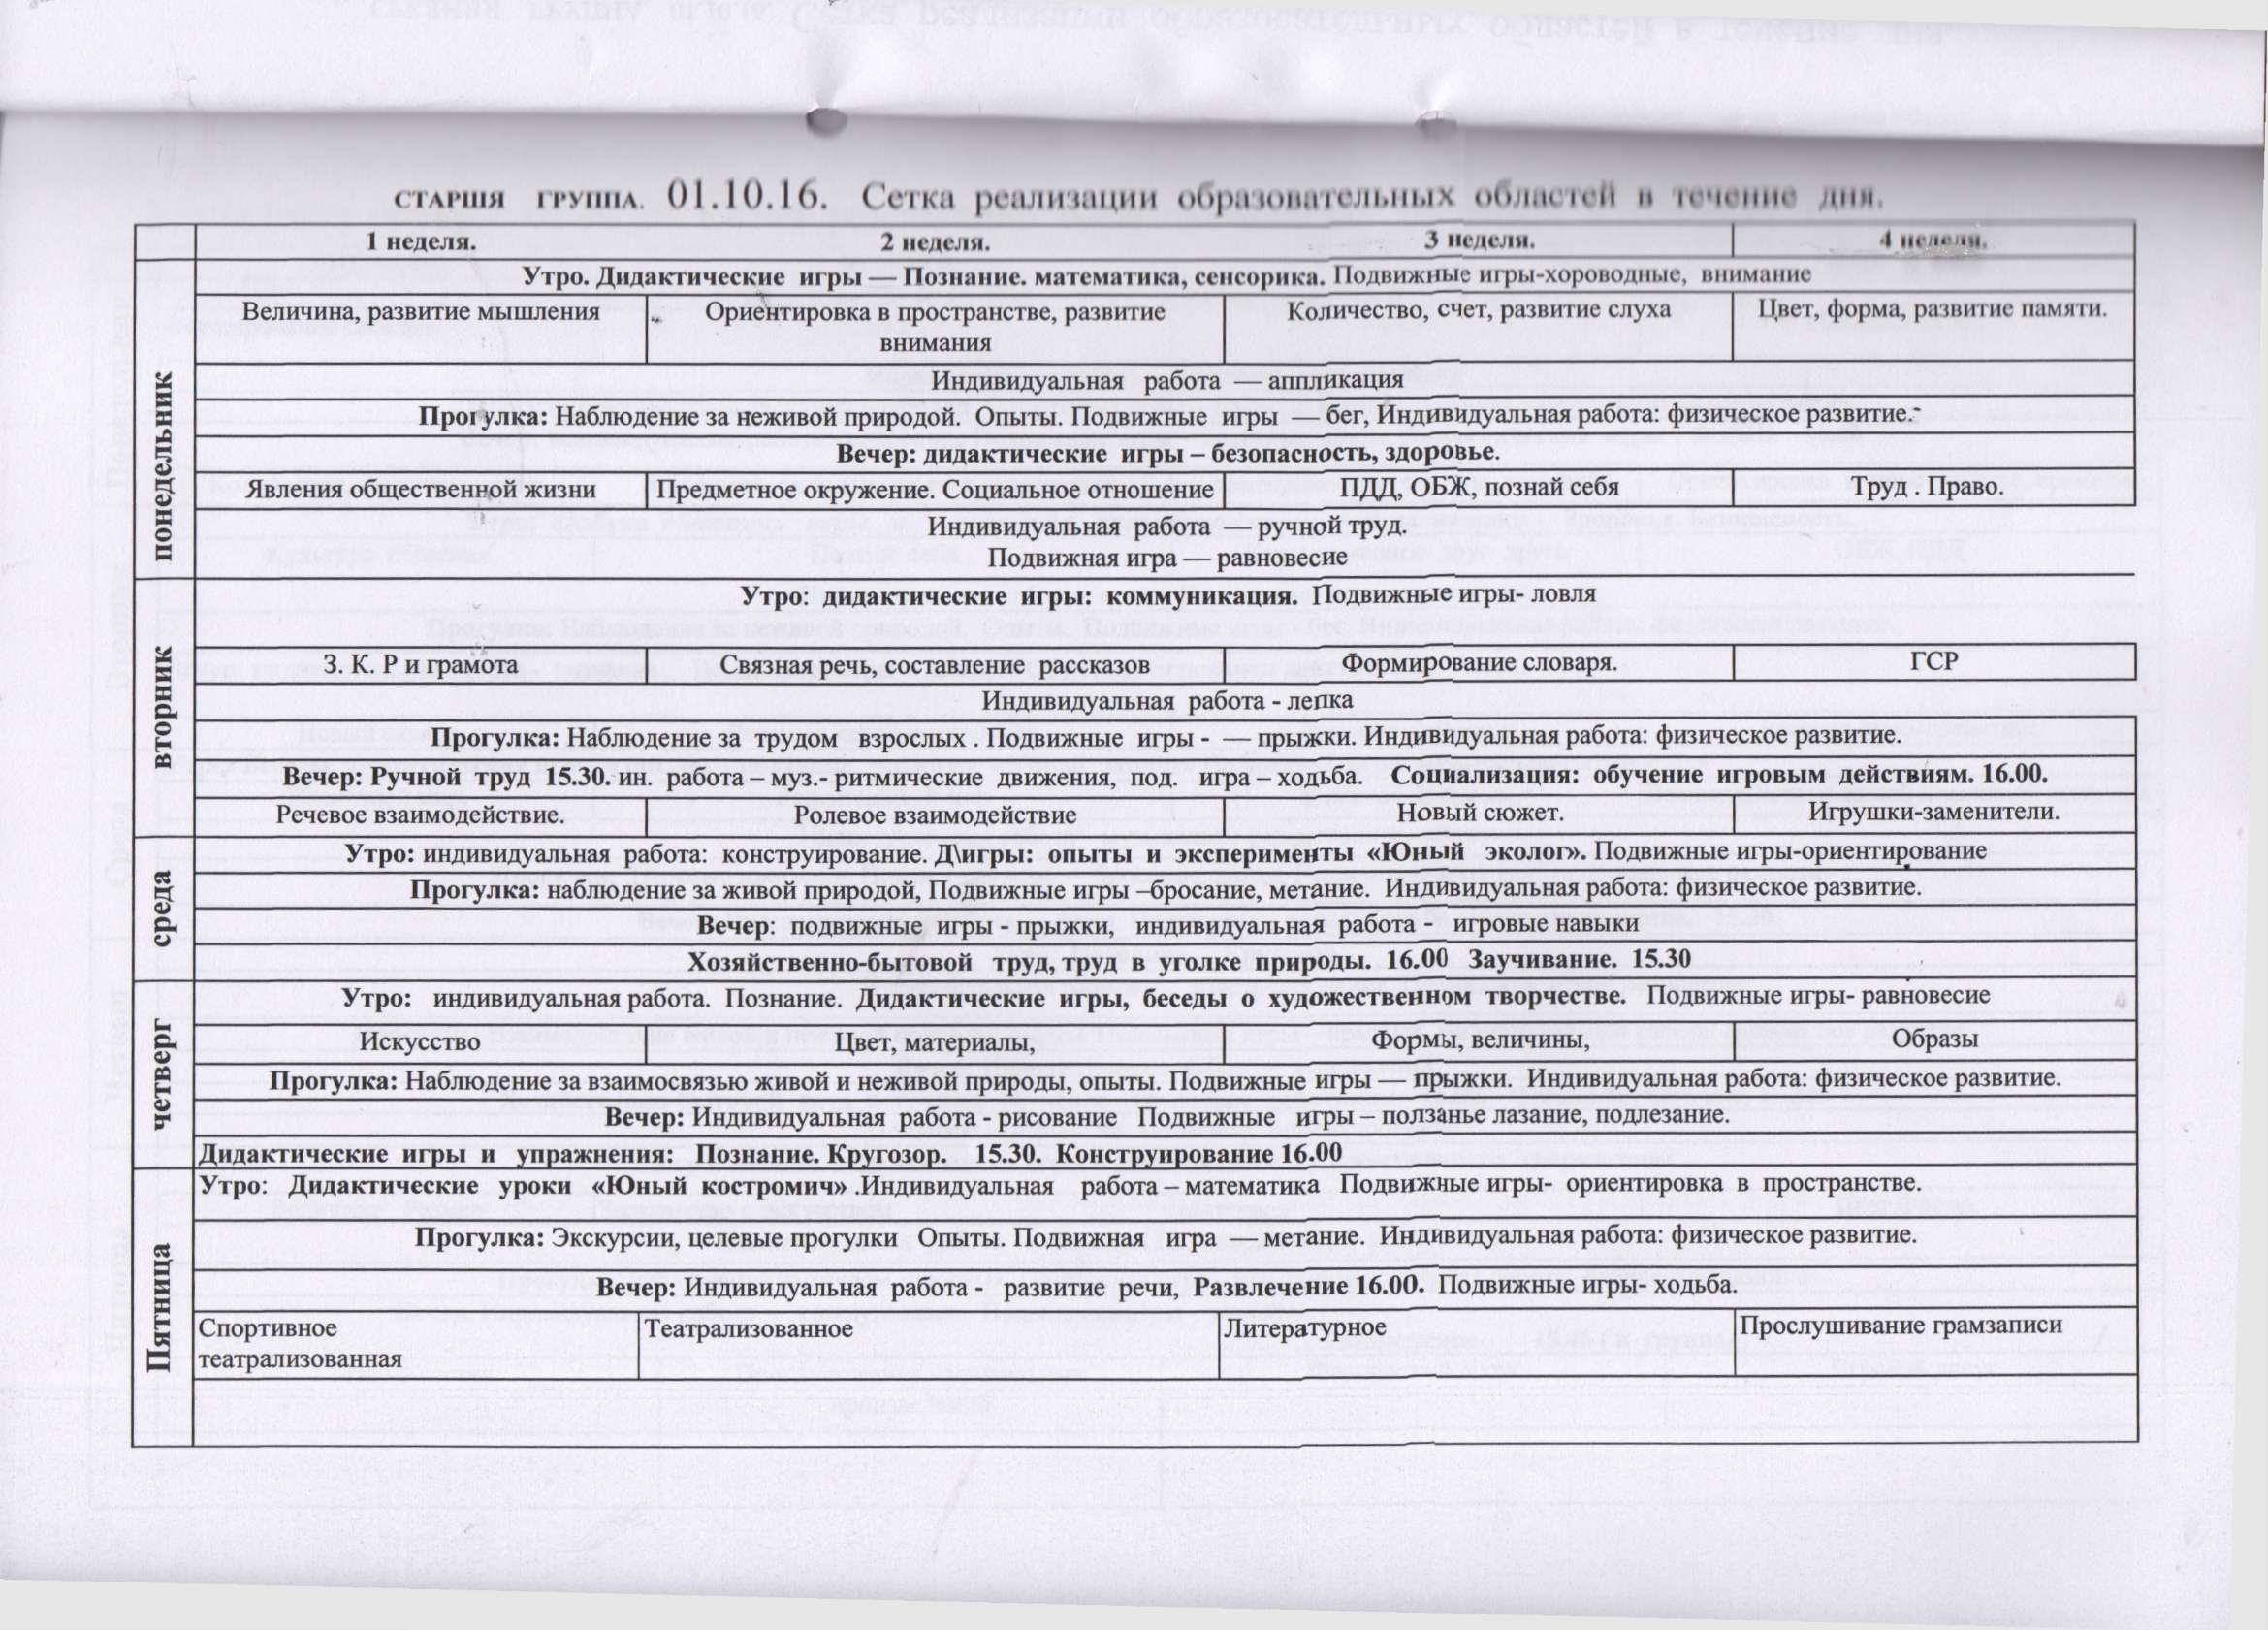 СТАРШЯ ГРУППА. 01.10.16. Сетка реализации образовательных областей в течение дня.
1 неделя. 2 неделя. 3 неделя. 4 неделя.
понедельник
Утро. Дидактические игры — Познание. математика, сенсорика. Подвижные игры-хороводные, внимание
Величина, развитие мышления Ориентировка в пространстве, развитие внимания Количество, счет, развитие слуха Цвет, форма, развитие памяти.
Индивидуальная работа — аппликация
Прогулка: Наблюдение за неживой природой. Опыты. Подвижные игры — бег, Индивидуальная работа: физическое развитие.
Вечер: дидактические игры – безопасность, здоровье.
Явления общественной жизни Предметное окружение. Социальное отношение ПДД, ОБЖ, познай себя Труд . Право.
Индивидуальная работа — ручной труд.
Подвижная игра — равновесие
вторник
Утро: дидактические игры: коммуникация. Подвижные игры- ловля
З. К. Р и грамота Связная речь, составление рассказов Формирование словаря. ГСР
Индивидуальная работа - лепка
Прогулка: Наблюдение за трудом взрослых . Подвижные игры - — прыжки. Индивидуальная работа: физическое развитие.
Вечер: Ручной труд 15.30. ин. работа – муз.- ритмические движения, под. игра – ходьба. Социализация: обучение игровым действиям. 16.00.
Речевое взаимодействие. Ролевое взаимодействие Новый сюжет. Игрушки-заменители.
среда
Утро: индивидуальная работа: конструирование. Д\игры: опыты и эксперименты «Юный эколог». Подвижные игры-ориентирование
Прогулка: наблюдение за живой природой, Подвижные игры –бросание, метание. Индивидуальная работа: физическое развитие.
Вечер: подвижные игры - прыжки, индивидуальная работа - игровые навыки
Хозяйственно-бытовой труд, труд в уголке природы. 16.00 Заучивание. 15.30
четверг
Утро: индивидуальная работа. Познание. Дидактические игры, беседы о художественном творчестве. Подвижные игры- равновесие
Искусство Цвет, материалы, Формы, величины, Образы
Прогулка: Наблюдение за взаимосвязью живой и неживой природы, опыты. Подвижные игры — прыжки. Индивидуальная работа: физическое развитие.
Вечер: Индивидуальная работа - рисование Подвижные игры – ползанье лазание, подлезание.
Дидактические игры и упражнения: Познание. Кругозор. 15.30. Конструирование 16.00
Пятница
Утро: Дидактические уроки «Юный костромич» .Индивидуальная работа – математика Подвижные игры- ориентировка в пространстве.
Прогулка: Экскурсии, целевые прогулки Опыты. Подвижная игра — метание. Индивидуальная работа: физическое развитие.
Вечер: Индивидуальная работа - развитие речи, Развлечение 16.00. Подвижные игры- ходьба.
Спортивное театрализованная Театрализованное Литературное Прослушивание грамзаписи